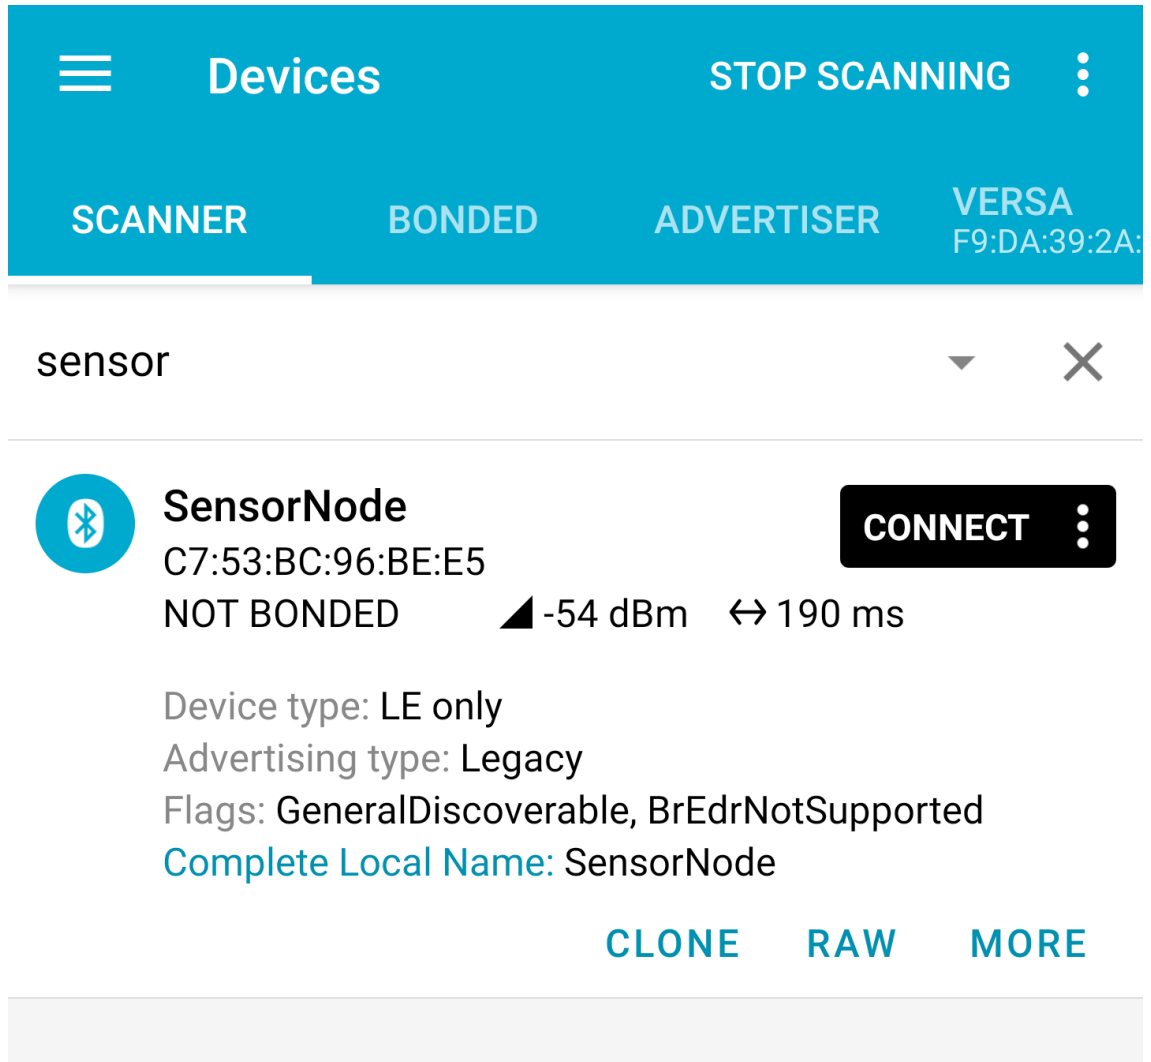 Devices STOP SCANNING
SCANNER BONDED ADVERTISER VERSA
F9:DA:39:2A:
sensor
SensorNode CONNECT
C7:53:BC:96:BE:E5
NOT BONDED -54 dBm 190 ms
Device type: LE only
Advertising type: Legacy
Flags: GeneralDiscoverable, BrEdrNotSupported
Complete Local Name: SensorNode
CLONE RAW MORE